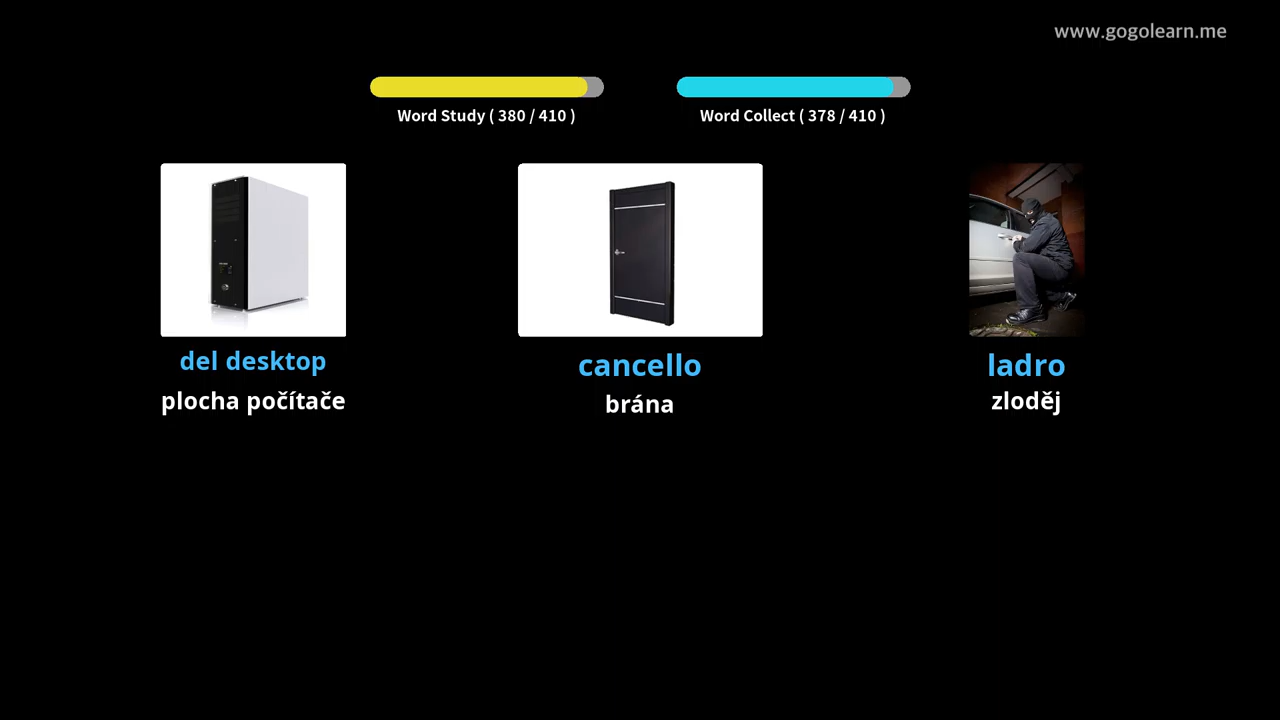 www.gogolearn.me
Word Study ( 380 / 410 )
Word Collect ( 378 / 410 )
del desktop
cancello
ladro
plocha počítače
brána
zloděj